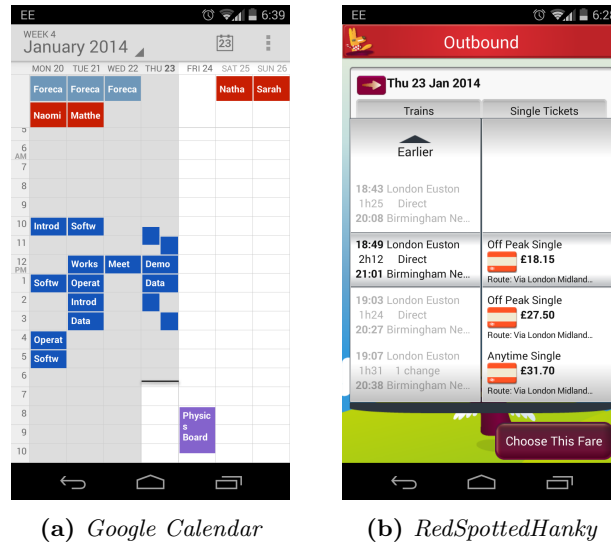 EE 6:39
WEEK 4
January 2014 23
MON 20 TUE 21 WED 22 THU 23 FRI 24 SAT 25 SUN 26
Foreca Foreca Foreca Natha Sarah
Naomi Matthe
6
AM
7
8
9
10 Introd Softw
11
12 Works Meet Demo
PM
1 Softw Operat Data
2 Introd
3 Data
4 Operat
5 Softw
6
7
8 Physic
s
9 Board
10
(a) Google Calendar
EE 6:28
Outbound
Thu 23 Jan 2014
Trains Single Tickets
Earlier
18:43 London Euston
1h25 Direct
20:08 Birmingham Ne...
18:49 London Euston Off Peak Single
2h12 Direct £18.15
21:01 Birmingham Ne... Route: Via London Midland...
19:03 London Euston Off Peak Single
1h24 Direct £27.50
20:27 Birmingham Ne... Route: Via London Midland...
19:07 London Euston Anytime Single
1h31 1 change £31.70
20:38 Birmingham Ne... Route: Via London Midland...
Choose This Fare
(b) RedSpottedHanky